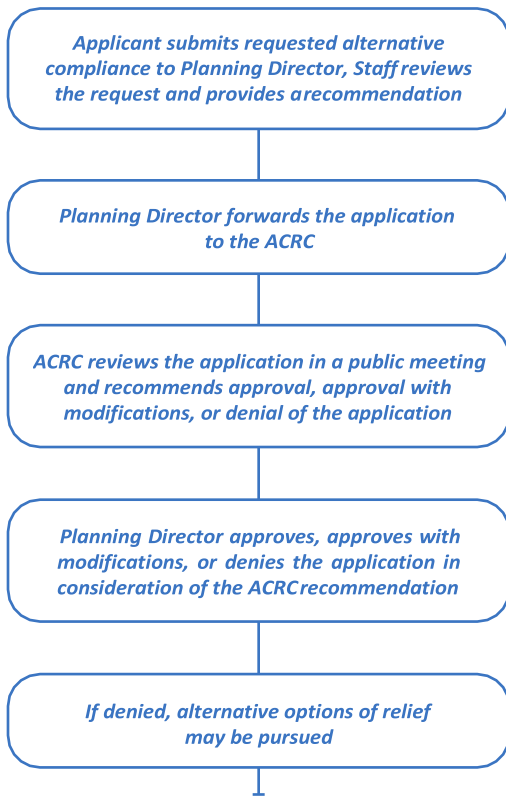 Applicant submits requested alternative
compliance to Planning Director, Staff reviews
the request and provides a recommendation
Planning Director forwards the application
to the ACRC
ACRC reviews the application in a public meeting
and recommends approval, approval with
modifications, or denial of the application
Planning Director approves, approves with
modifications, or denies the application in
consideration of the ACRC recommendation
If denied, alternative options of relief
may be pursued